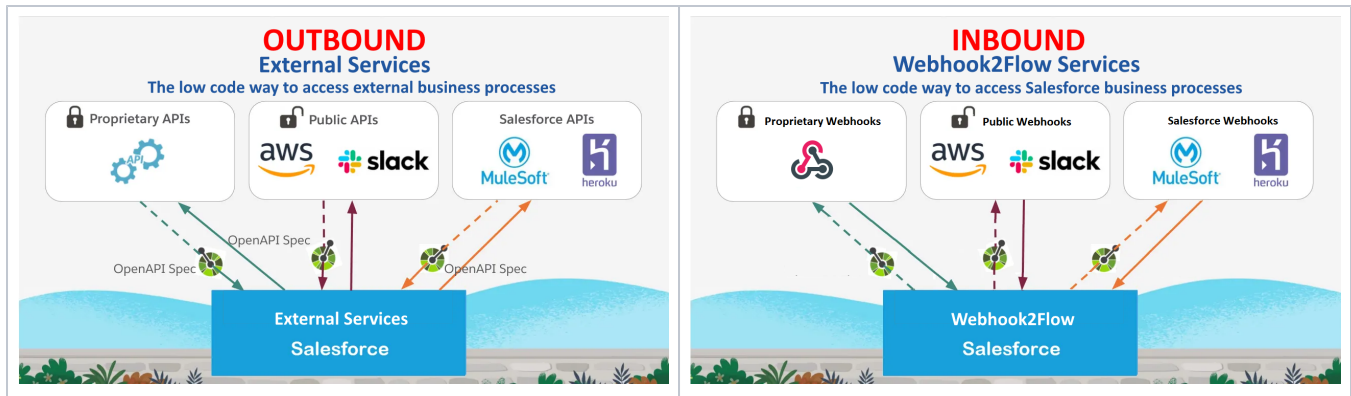 OUTBOUND
External Services
The low code way to access external business processes
Proprietary APIs
Public APIs
Salesforce APIs
API
aws
slack
MuleSoft
heroku
OpenAPI Spec
OpenAPI Spec
OpenAPI Spec
External Services
Salesforce
INBOUND
Webhook2Flow Services
The low code way to access Salesforce business processes
Proprietary Webhooks
Public Webhooks
Salesforce Webhooks
aws
slack
MuleSoft
heroku
Webhook2Flow
Salesforce